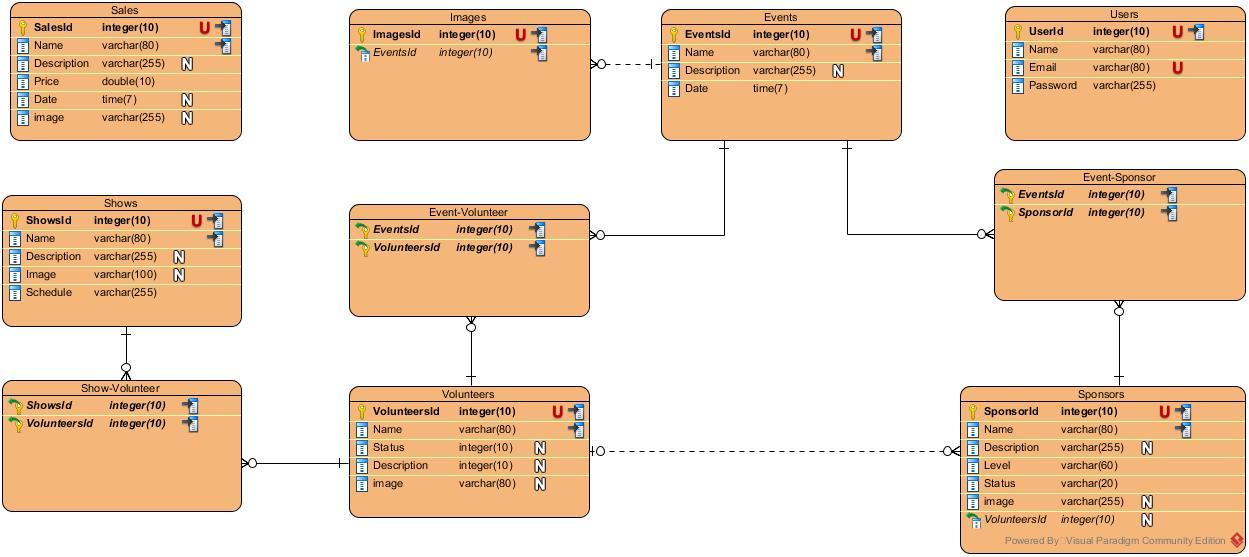 Sales
SalesId integer(10) U
Name varchar(80)
Description varchar(255) N
Price double(10)
Date time(7) N
image varchar(255) N
Images
ImagesId integer(10) U
EventsId integer(10)
Events
EventsId integer(10) U
Name varchar(80)
Description varchar(255) N
Date time(7)
Users
UserId integer(10) U
Name varchar(80)
Email varchar(80) U
Password varchar(255)
Shows
ShowsId integer(10) U
Name varchar(80)
Description varchar(255) N
Image varchar(100) N
Schedule varchar(255)
Event-Volunteer
EventsId integer(10)
VolunteersId integer(10)
Event-Sponsor
EventsId integer(10)
SponsorId integer(10)
Show-Volunteer
ShowsId integer(10)
VolunteersId integer(10)
Volunteers
VolunteersId integer(10) U
Name varchar(80)
Status integer(10) N
Description integer(10) N
image varchar(80) N
Sponsors
SponsorId integer(10) U
Name varchar(80)
Description varchar(255) N
Level varchar(60)
Status varchar(20)
image varchar(255) N
VolunteersId integer(10) N
Powered By Visual Paradigm Community Edition